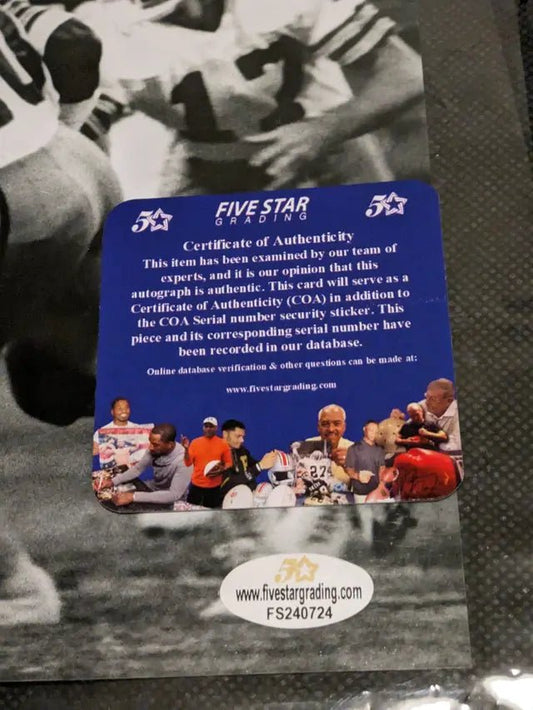 17
5
FIVE STAR
GRADING
5
Certificate of Authenticity
This item has been examined by our team of
experts, and it is our opinion that this
autograph is authentic. This card will serve as a
Certificate of Authenticity (COA) in addition to
the COA Serial number security sticker. This
piece and its corresponding serial number have
been recorded in our database.
Online database verification & other questions can be made at:
www.fivestargrading.com
27
5
www.fivestargrading.com
FS240724